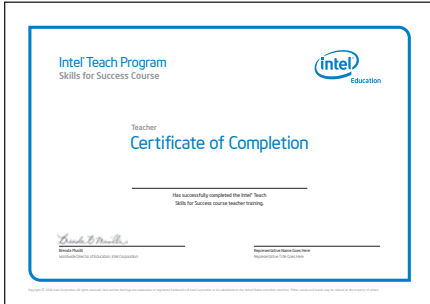 Intel® Teach Program
Skills for Success Course
intel
Education
Teacher
Certificate of Completion
Has successfully completed the Intel® Teach
Skills for Success course teacher training.
Brenda Musilli
Worldwide Director of Education, Intel Corporation
Representative Name Goes Here
Representative Title Goes Here